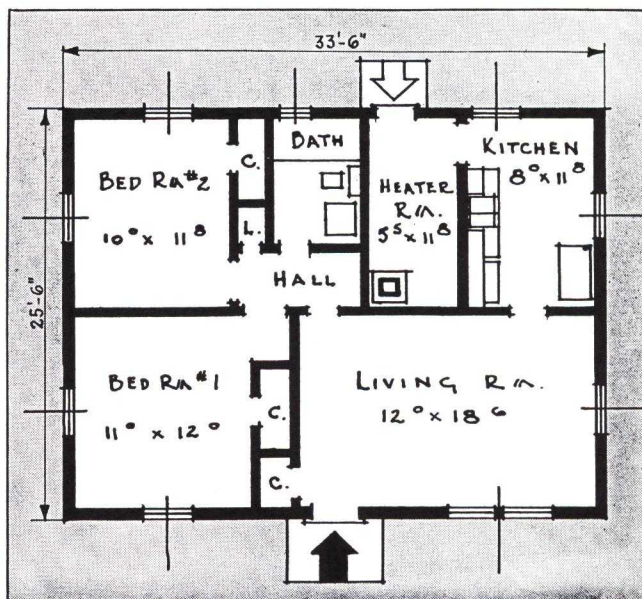 33'-6"
BATH
KITCHEN
8⁰ x 11⁸
C.
BED RM #2
10⁰ x 11⁸
HEATER
RM.
5⁵ x 11⁸
L.
HALL
25'-6"
BED RM #1
11⁰ x 12⁰
C.
LIVING RM.
12⁰ x 18⁶
C.